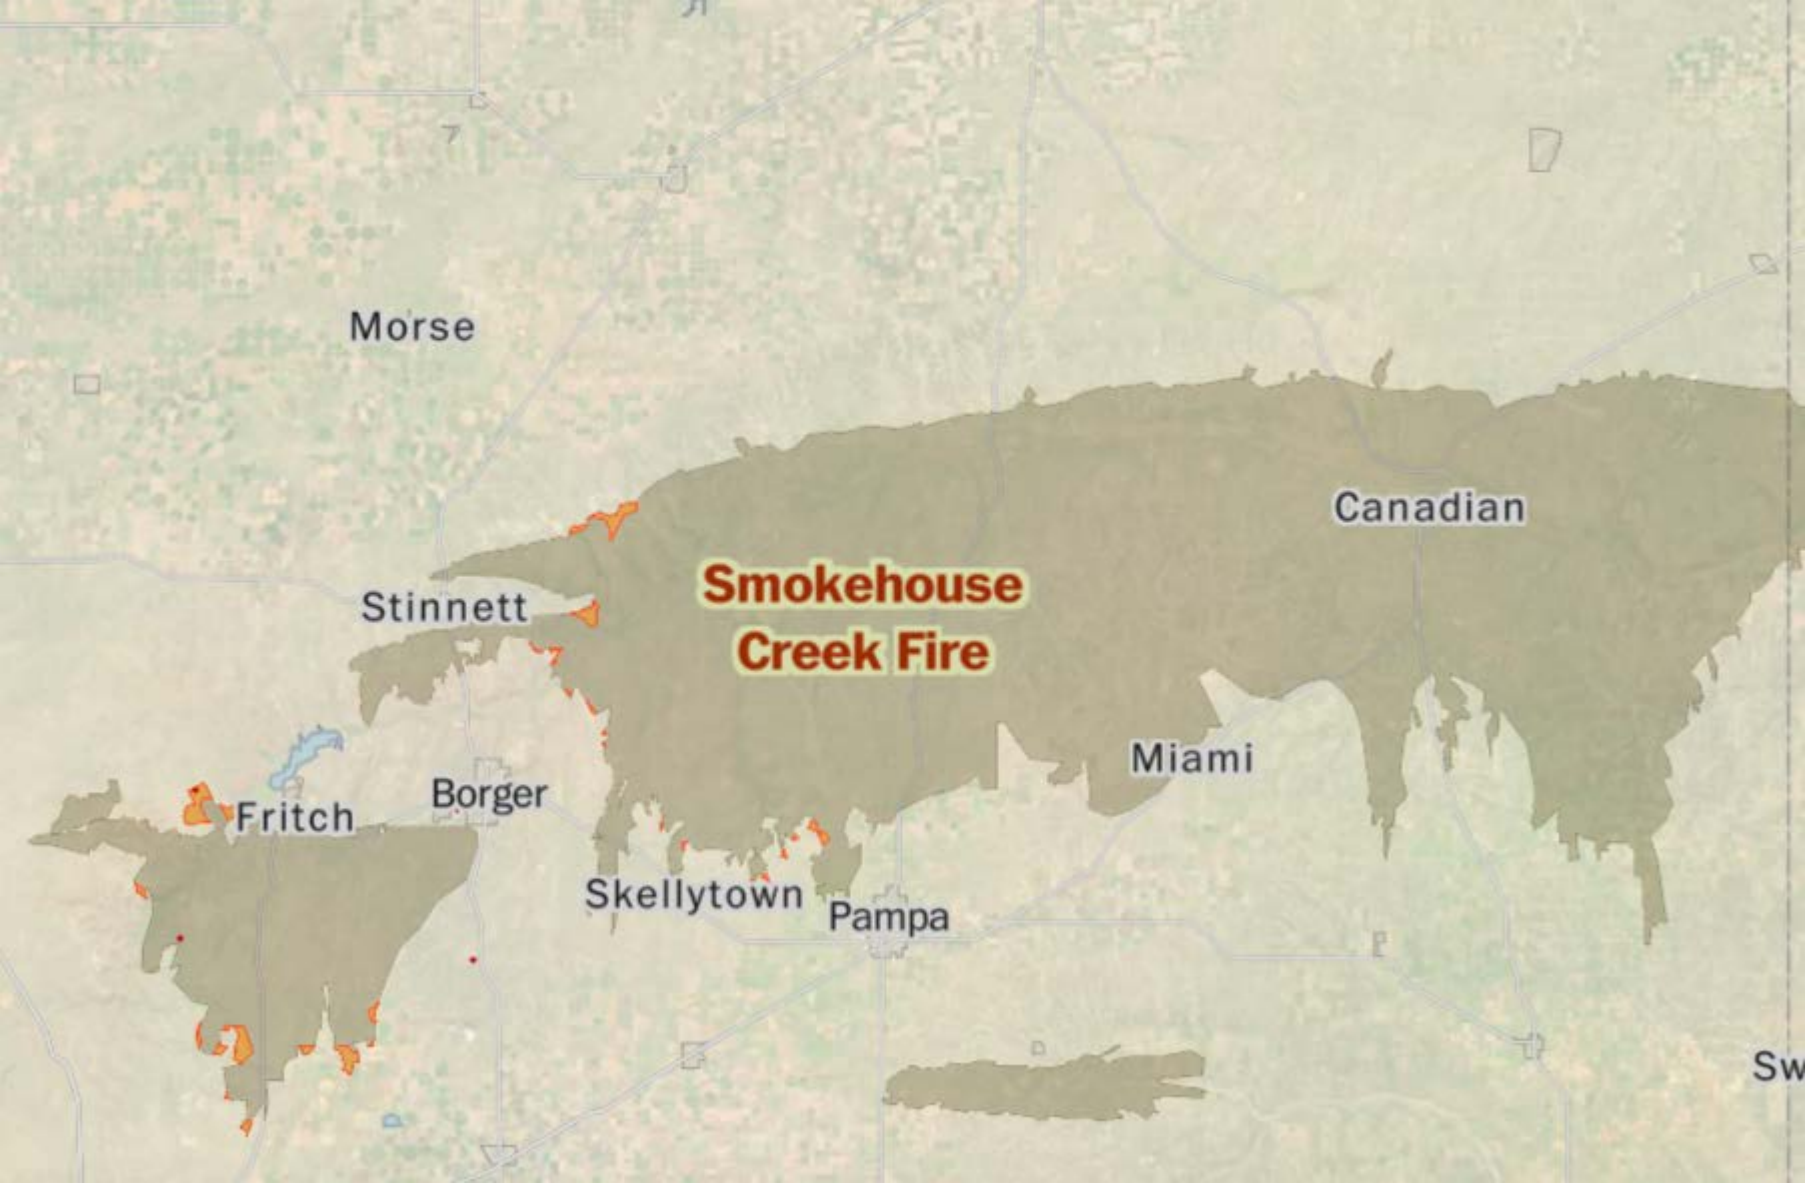 Morse
Canadian
Smokehouse
Creek Fire
Stinnett
Miami
Borger
Fritch
Skellytown
Pampa
Sw